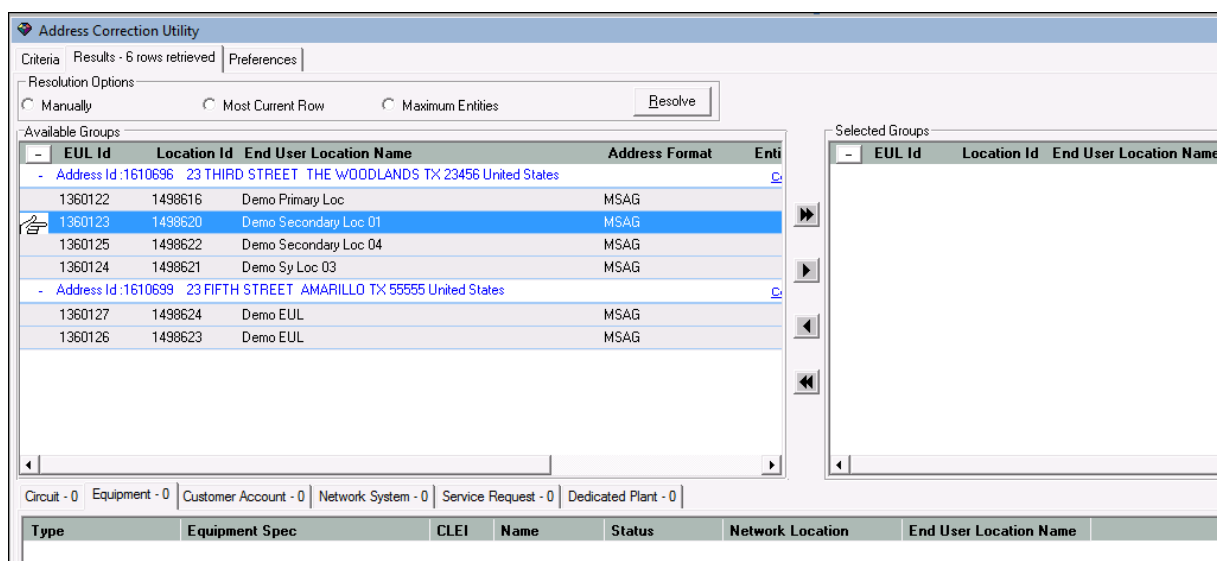 Address Correction Utility
Criteria Results - 6 rows retrieved Preferences
Resolution Options
Manually Most Current Row Maximum Entities Resolve
Available Groups Selected Groups
- EUL Id Location Id End User Location Name Address Format Enti - EUL Id Location Id End User Location Name
- Address Id :1610696 23 THIRD STREET THE WOODLANDS TX 23456 United States
1360122 1498616 Demo Primary Loc MSAG
1360123 1498620 Demo Secondary Loc 01 MSAG
1360125 1498622 Demo Secondary Loc 04 MSAG
1360124 1498621 Demo Sy Loc 03 MSAG
- Address Id :1610699 23 FIFTH STREET AMARILLO TX 55555 United States
1360127 1498624 Demo EUL MSAG
1360126 1498623 Demo EUL MSAG
Circuit - 0 Equipment - 0 Customer Account - 0 Network System - 0 Service Request - 0 Dedicated Plant - 0
Type Equipment Spec CLEI Name Status Network Location End User Location Name